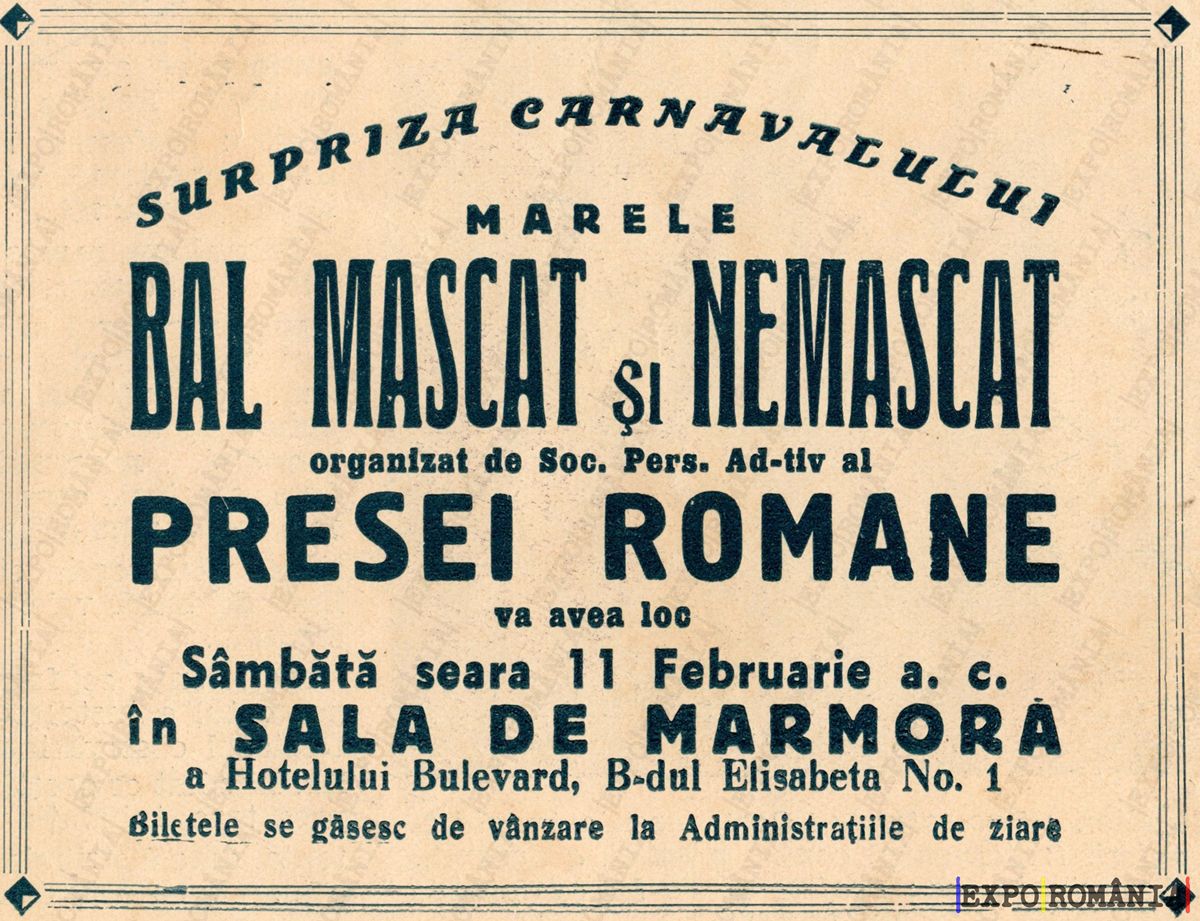 SURPRIZA CARNAVALULUI
MARELE
BAL MASCAT ȘI NEMASCAT
organizat de Soc. Pers. Ad-tiv al
PRESEI ROMANE
va avea loc
Sâmbătă seara 11 Februarie a. c.
în SALA DE MARMORĂ
a Hotelului Bulevard, B-dul Elisabeta No. 1
Biletele se găsesc de vânzare la Administrațiile de ziare
EXPO ROMÂNIA